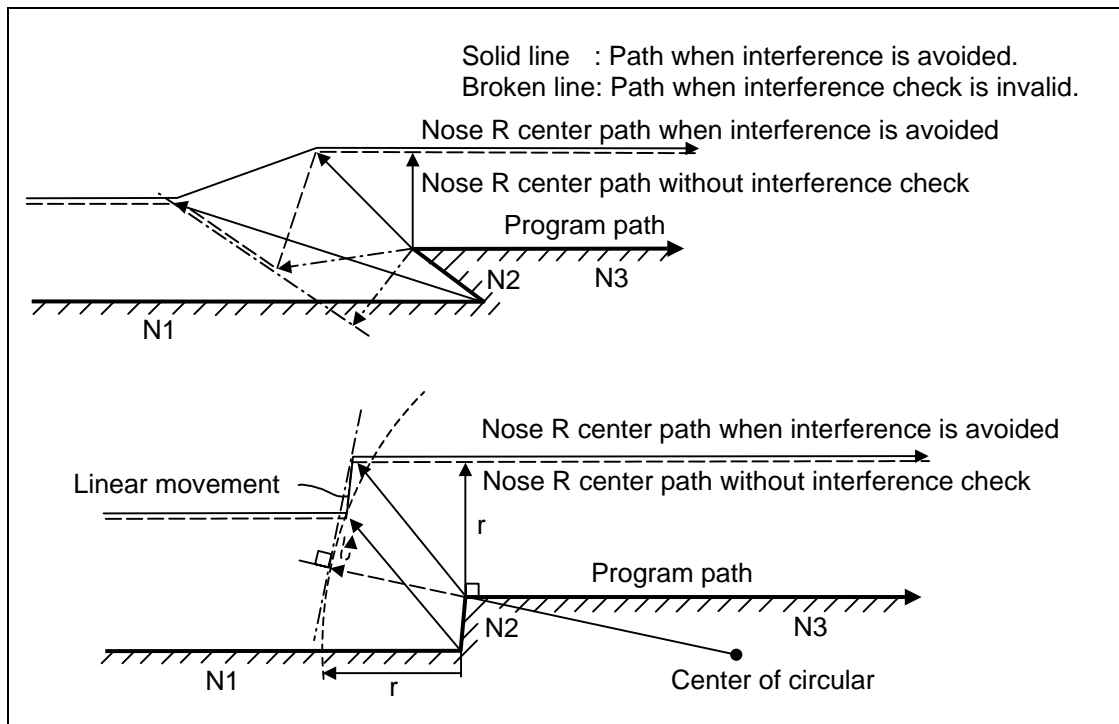 Solid line : Path when interference is avoided.
Broken line: Path when interference check is invalid.
Nose R center path when interference is avoided
Nose R center path without interference check
Program path
N2
N3
N1
Nose R center path when interference is avoided
Linear movement
Nose R center path without interference check
r
Program path
N2
N3
N1
r
Center of circular